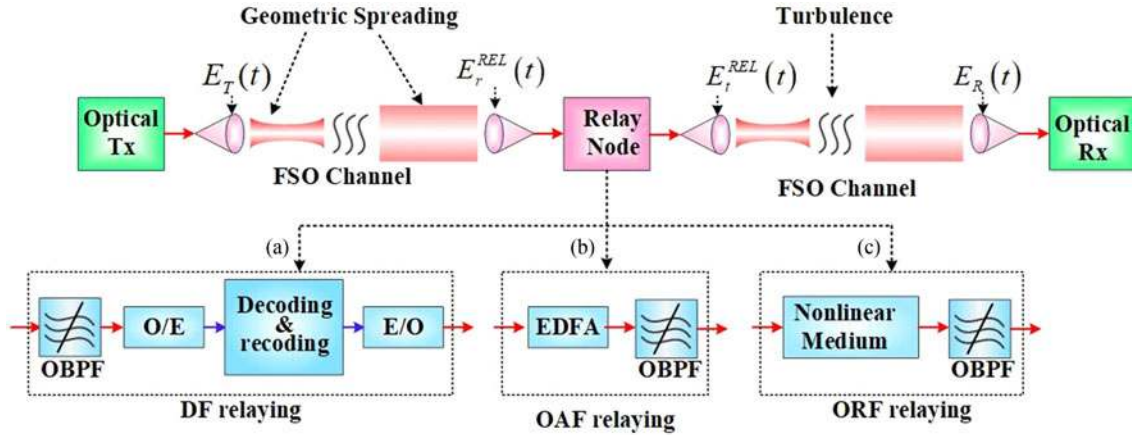 Geometric Spreading
Turbulence
E_T(t)
E_r^{REL}(t)
E_t^{REL}(t)
E_R(t)
Optical
Tx
Relay
Node
Optical
Rx
FSO Channel
FSO Channel
(a)
(b)
(c)
O/E
Decoding
&
recoding
E/O
OBPF
DF relaying
EDFA
OBPF
OAF relaying
Nonlinear
Medium
OBPF
ORF relaying